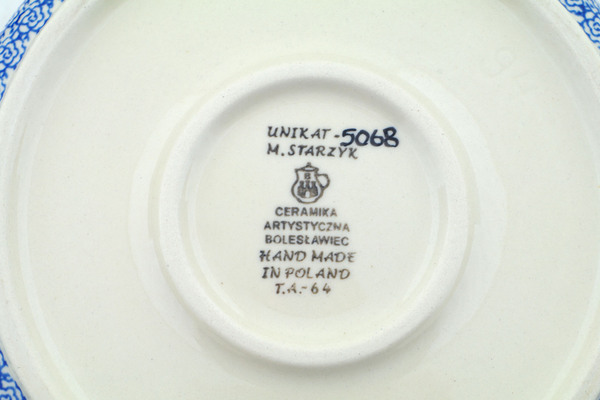 UNIKAT-5068
M. STARZYK
CERAMIKA
ARTYSTYCZNA
BOLESŁAWIEC
HAND MADE
IN POLAND
T.A.-64